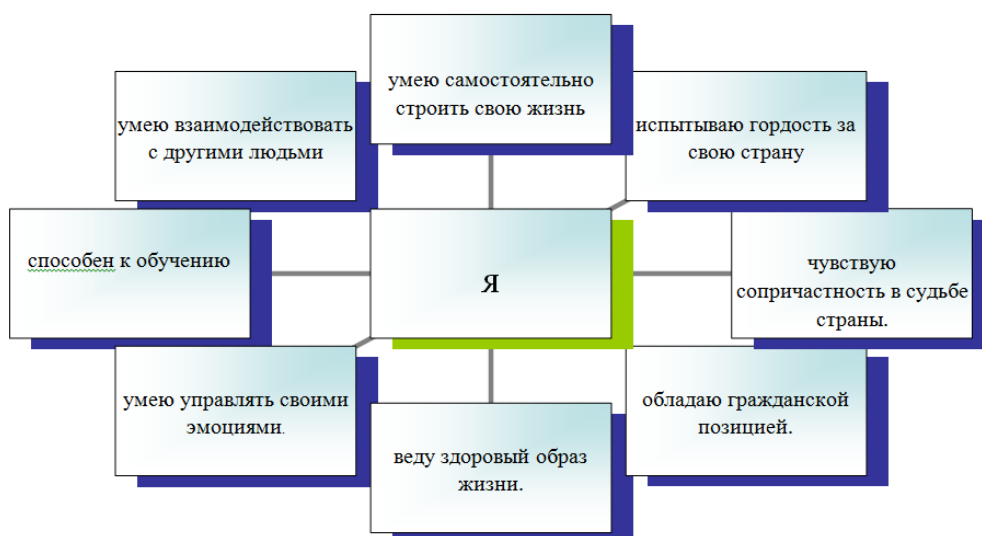 умею самостоятельно
строить свою жизнь
умею взаимодействовать
с другими людьми
испытываю гордость за
свою страну
способен к обучению
Я
чувствую
сопричастность в судьбе
страны.
умею управлять своими
эмоциями.
обладаю гражданской
позицией.
веду здоровый образ
жизни.